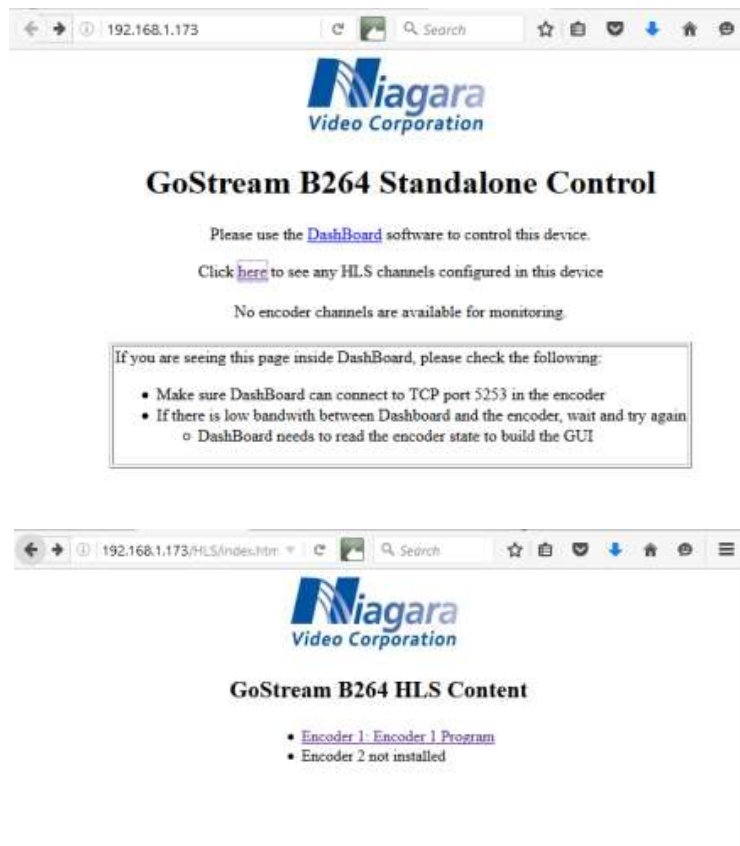 192.168.1.173 Search
Niagara
Video Corporation
GoStream B264 Standalone Control
Please use the DashBoard software to control this device.
Click here to see any HLS channels configured in this device
No encoder channels are available for monitoring.
If you are seeing this page inside DashBoard, please check the following:
Make sure DashBoard can connect to TCP port 5253 in the encoder
If there is low bandwith between Dashboard and the encoder, wait and try again
DashBoard needs to read the encoder state to build the GUI
192.168.1.173/HLS/index.htm Search
Niagara
Video Corporation
GoStream B264 HLS Content
Encoder 1: Encoder 1 Program
Encoder 2 not installed